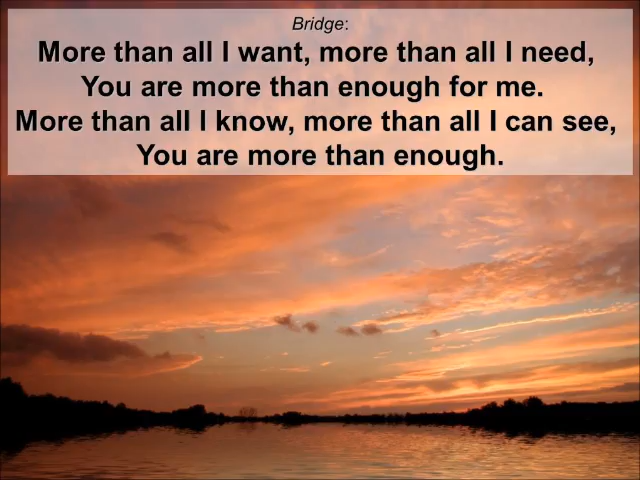 Bridge:
More than all I want, more than all I need,
You are more than enough for me.
More than all I know, more than all I can see,
You are more than enough.